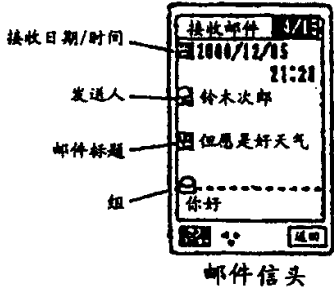 接收邮件
接收日期/时间
2000/12/05
21:20
发送人
铃木次郎
邮件标题
但愿是好天气
组
你好
返回
邮件信头